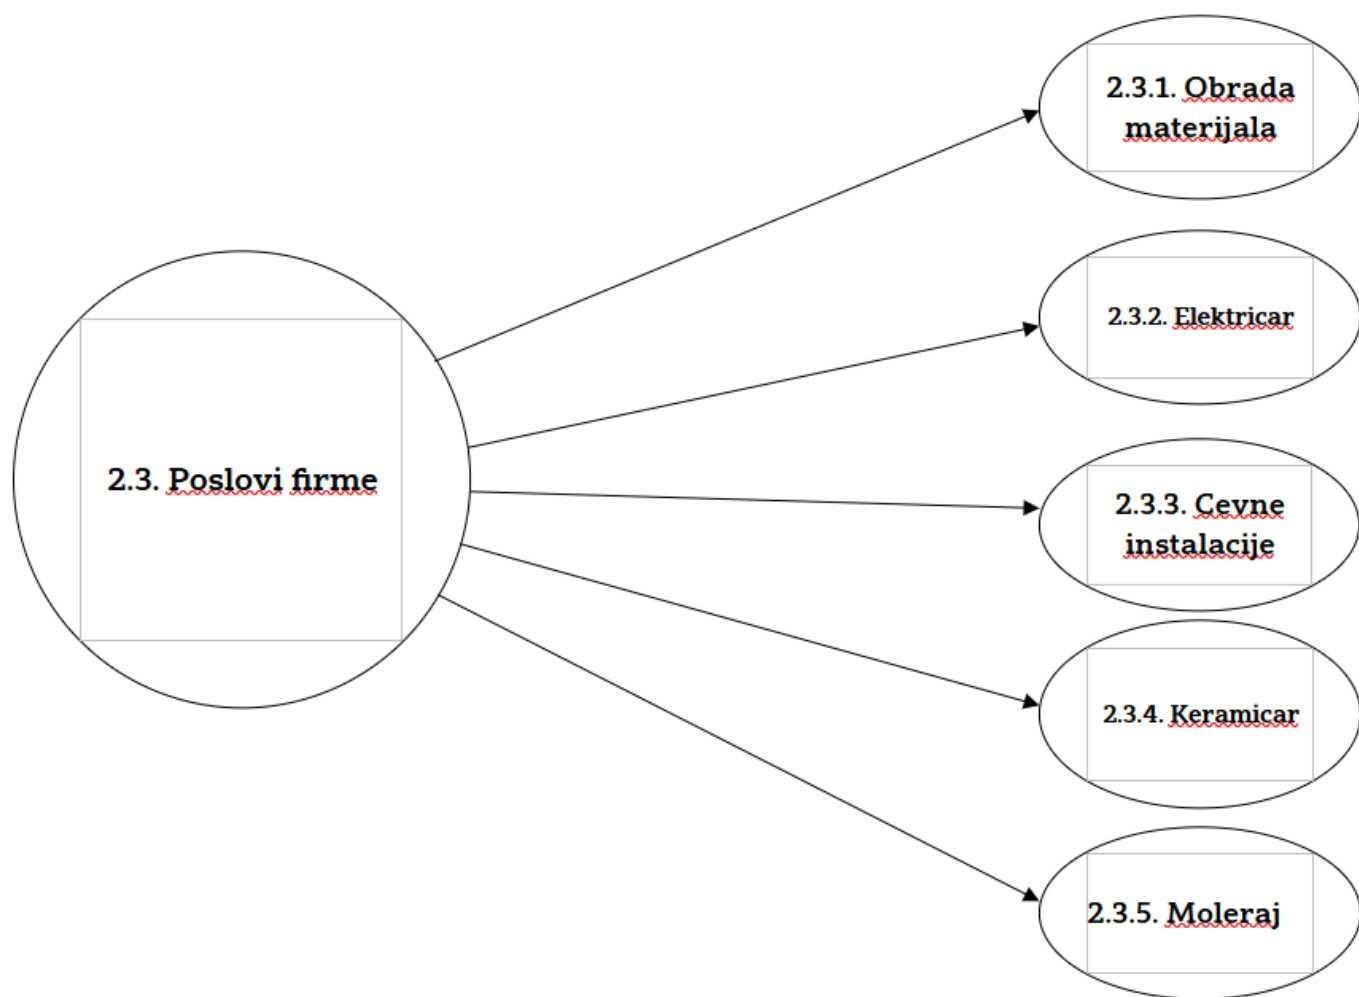 2.3.1. Obrada
materijala
2.3.2. Elektricar
2.3. Poslovi firme
2.3.3. Cevne
instalacije
2.3.4. Keramicar
2.3.5. Moleraj